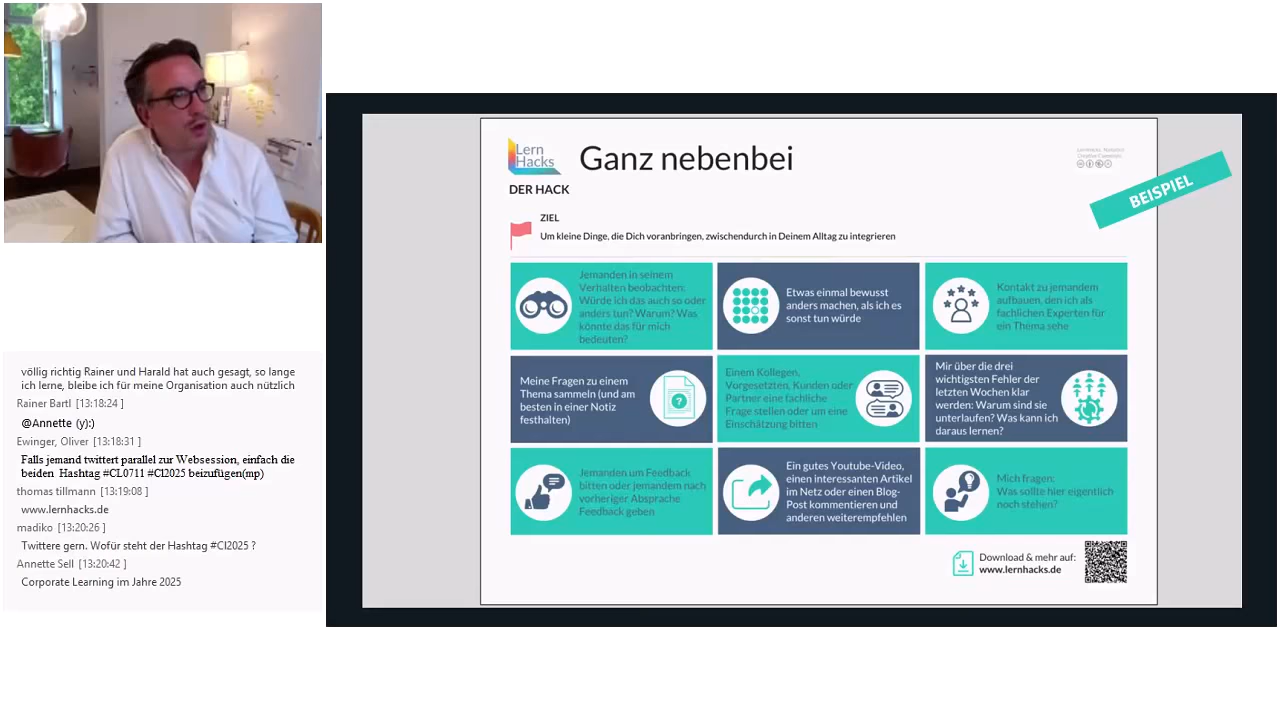 völlig richtig Rainer und Harald hat auch gesagt, so lange
ich lerne, bleibe ich für meine Organisation auch nützlich
Rainer Bartl [13:18:24 ]
@Annette (y):)
Ewinger, Oliver [13:18:31 ]
Falls jemand twittert parallel zur Websession, einfach die
beiden Hashtag #CL0711 #Cl2025 beizufügen(mp)
thomas tillmann [13:19:08 ]
www.lernhacks.de
madiko [13:20:26 ]
Twittere gern. Wofür steht der Hashtag #Cl2025 ?
Annette Sell [13:20:42 ]
Corporate Learning im Jahre 2025
Lern
Hacks
Ganz nebenbei
BEISPIEL
DER HACK
ZIEL
Um kleine Dinge, die Dich voranbringen, zwischendurch in Deinem Alltag zu integrieren
Jemanden in seinem
Verhalten beobachten:
Würde ich das auch so oder
anders tun? Warum? Was
könnte das für mich
bedeuten?
Etwas einmal bewusst
anders machen, als ich es
sonst tun würde
Kontakt zu jemandem
aufbauen, den ich als
fachlichen Experten für
ein Thema sehe
Meine Fragen zu einem
Thema sammeln (und am
besten in einer Notiz
festhalten)
?
Einem Kollegen,
Vorgesetzten, Kunden oder
Partner eine fachliche
Frage stellen oder um eine
Einschätzung bitten
Mir über die drei
wichtigsten Fehler der
letzten Wochen klar
werden: Warum sind sie
unterlaufen? Was kann ich
daraus lernen?
Jemanden um Feedback
bitten oder jemandem nach
vorheriger Absprache
Feedback geben
Ein gutes Youtube-Video,
einen interessanten Artikel
im Netz oder einen Blog-
Post kommentieren und
anderen weiterempfehlen
Mich fragen:
Was sollte hier eigentlich
noch stehen?
Download & mehr auf:
www.lernhacks.de